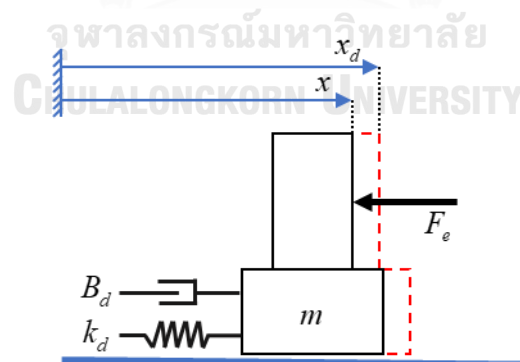 จุฬาลงกรณ์มหาวิทยาลัย
x_d
CHULALONGKORN UNIVERSITY
x
F_e
B_d
m
k_d